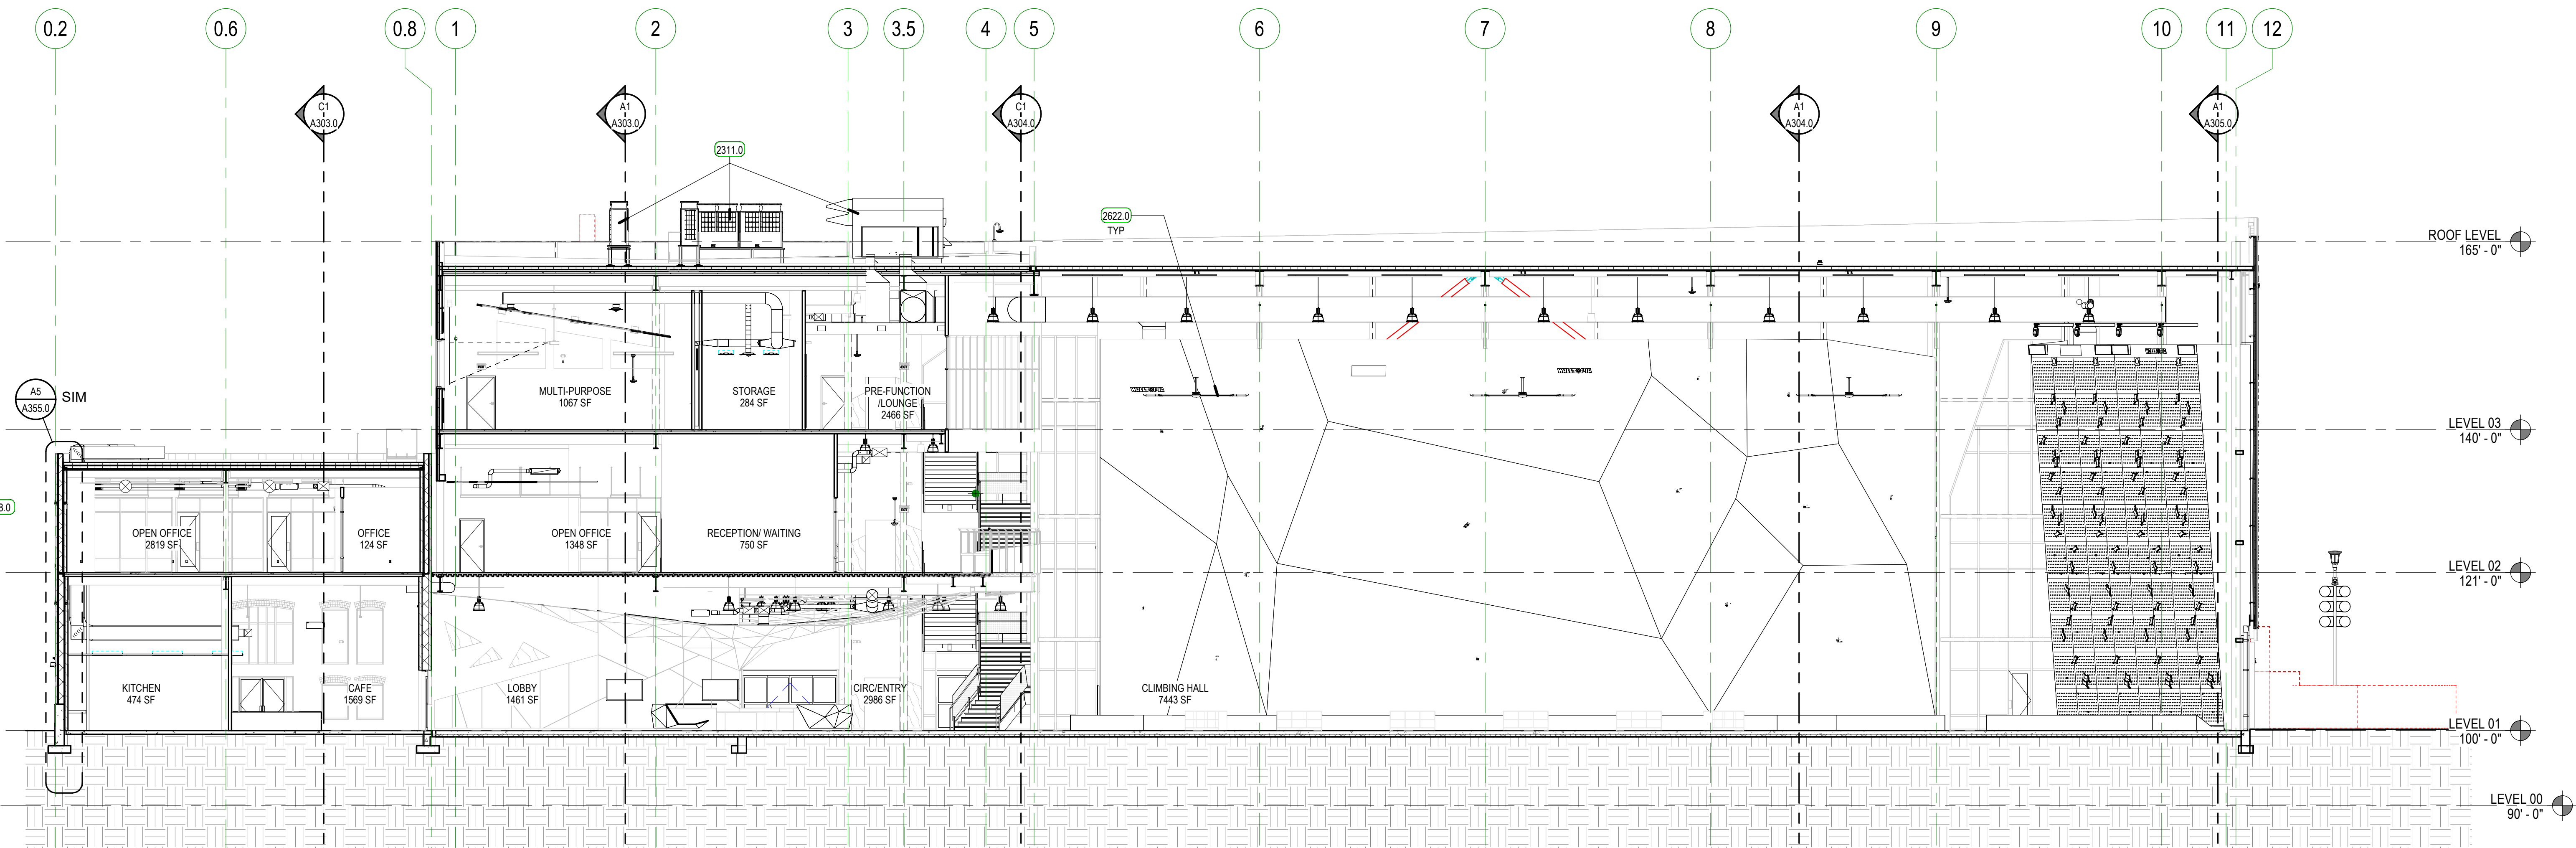 0.2
0.6
0.8
1
2
3
3.5
4
5
6
7
8
9
10
11
12
C1
A303.0
A1
A303.0
C1
A304.0
A1
A304.0
A1
A305.0
2311.0
2622.0
TYP
ROOF LEVEL
165' - 0"
A5
A355.0
SIM
MULTI-PURPOSE
1067 SF
STORAGE
284 SF
PRE-FUNCTION
/LOUNGE
2466 SF
LEVEL 03
140' - 0"
OPEN OFFICE
2819 SF
OFFICE
124 SF
OPEN OFFICE
1348 SF
RECEPTION/ WAITING
750 SF
LEVEL 02
121' - 0"
KITCHEN
474 SF
CAFE
1569 SF
LOBBY
1461 SF
CIRC/ENTRY
2986 SF
CLIMBING HALL
7443 SF
LEVEL 01
100' - 0"
LEVEL 00
90' - 0"